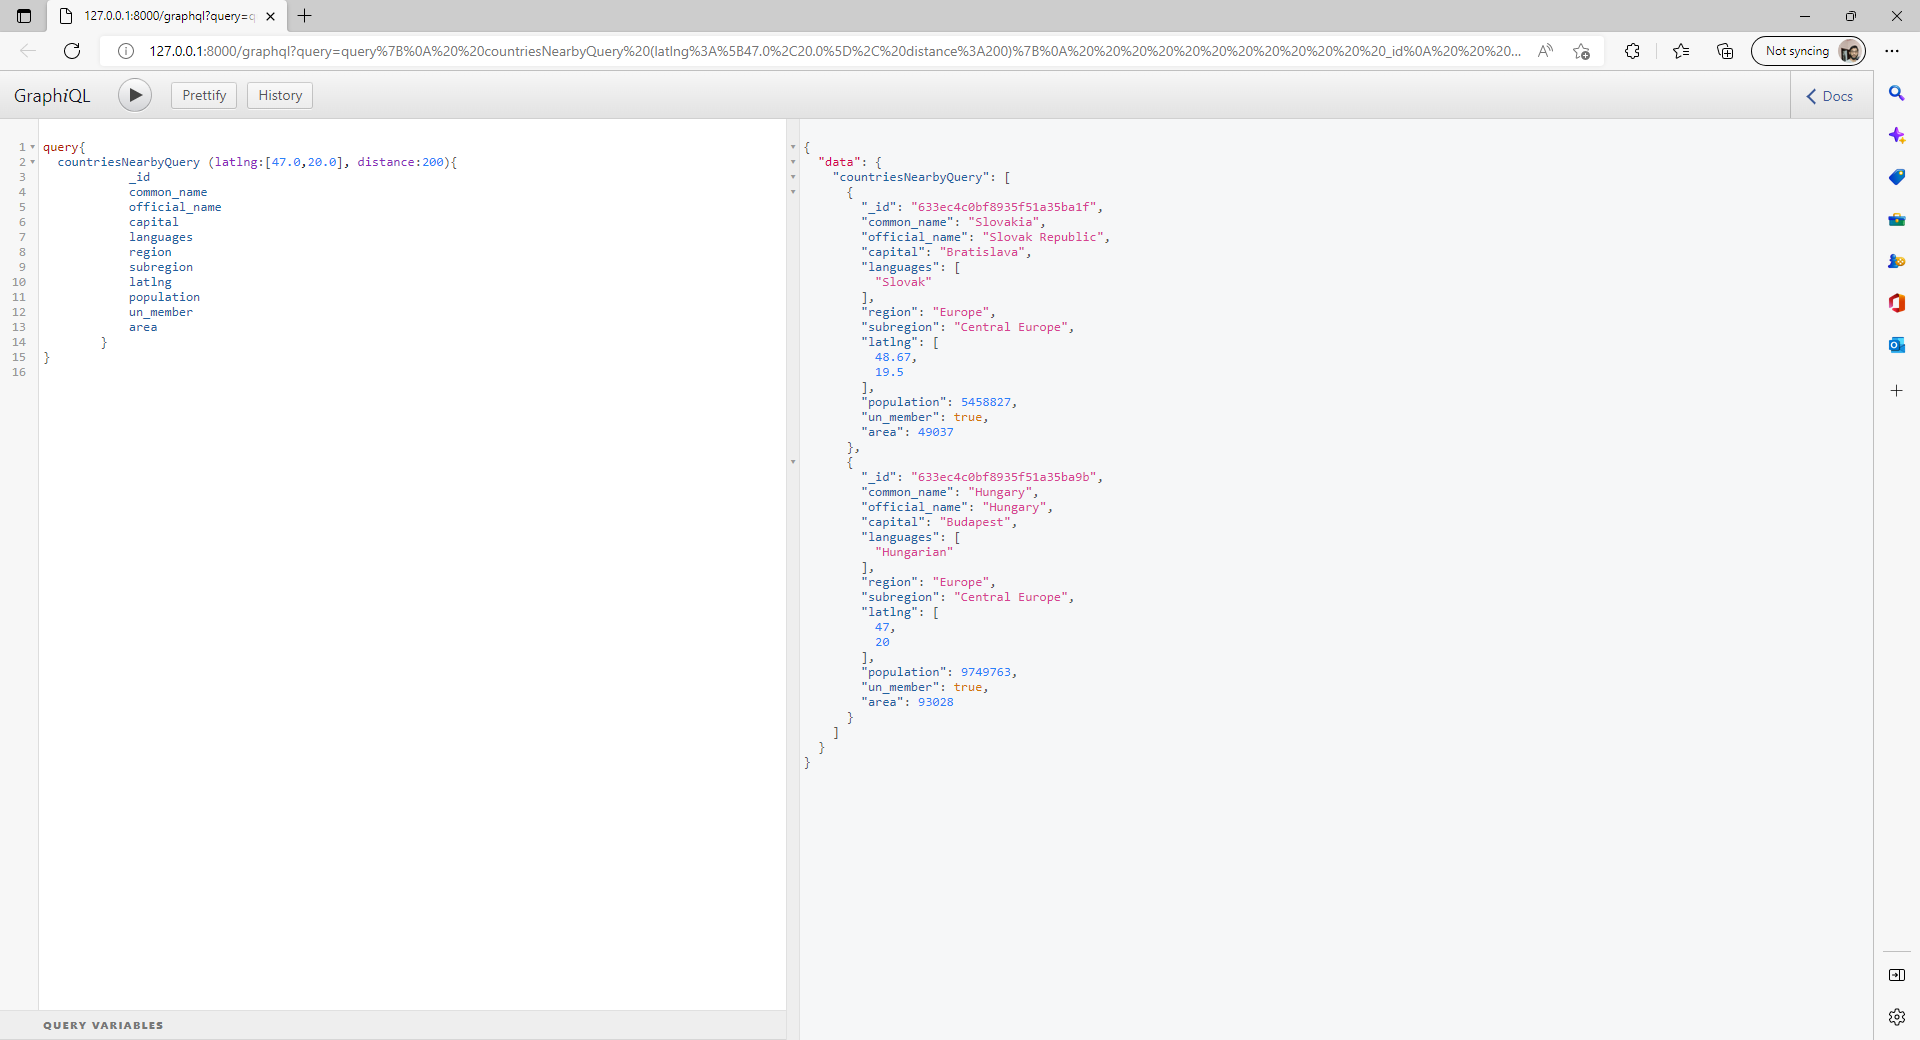 127.0.0.1:8000/graphql?query=q
127.0.0.1:8000/graphql?query=query%7B%0A%20%20countriesNearbyQuery%20(latlng%3A%5B47.0%2C20.0%5D%2C%20distance%3A200)%7B%0A%20%20%20%20%20%20%20%20%20%20%20%20_id%0A%20%20%20... Not syncing
GraphiQL Prettify History Docs
1 query{
2 countriesNearbyQuery (latlng:[47.0,20.0], distance:200){
3 _id
4 common_name
5 official_name
6 capital
7 languages
8 region
9 subregion
10 latlng
11 population
12 un_member
13 area
14 }
15 }
16
{
"data": {
"countriesNearbyQuery": [
{
"_id": "633ec4c0bf8935f51a35ba1f",
"common_name": "Slovakia",
"official_name": "Slovak Republic",
"capital": "Bratislava",
"languages": [
"Slovak"
],
"region": "Europe",
"subregion": "Central Europe",
"latlng": [
48.67,
19.5
],
"population": 5458827,
"un_member": true,
"area": 49037
},
{
"_id": "633ec4c0bf8935f51a35ba9b",
"common_name": "Hungary",
"official_name": "Hungary",
"capital": "Budapest",
"languages": [
"Hungarian"
],
"region": "Europe",
"subregion": "Central Europe",
"latlng": [
47,
20
],
"population": 9749763,
"un_member": true,
"area": 93028
}
]
}
}
QUERY VARIABLES